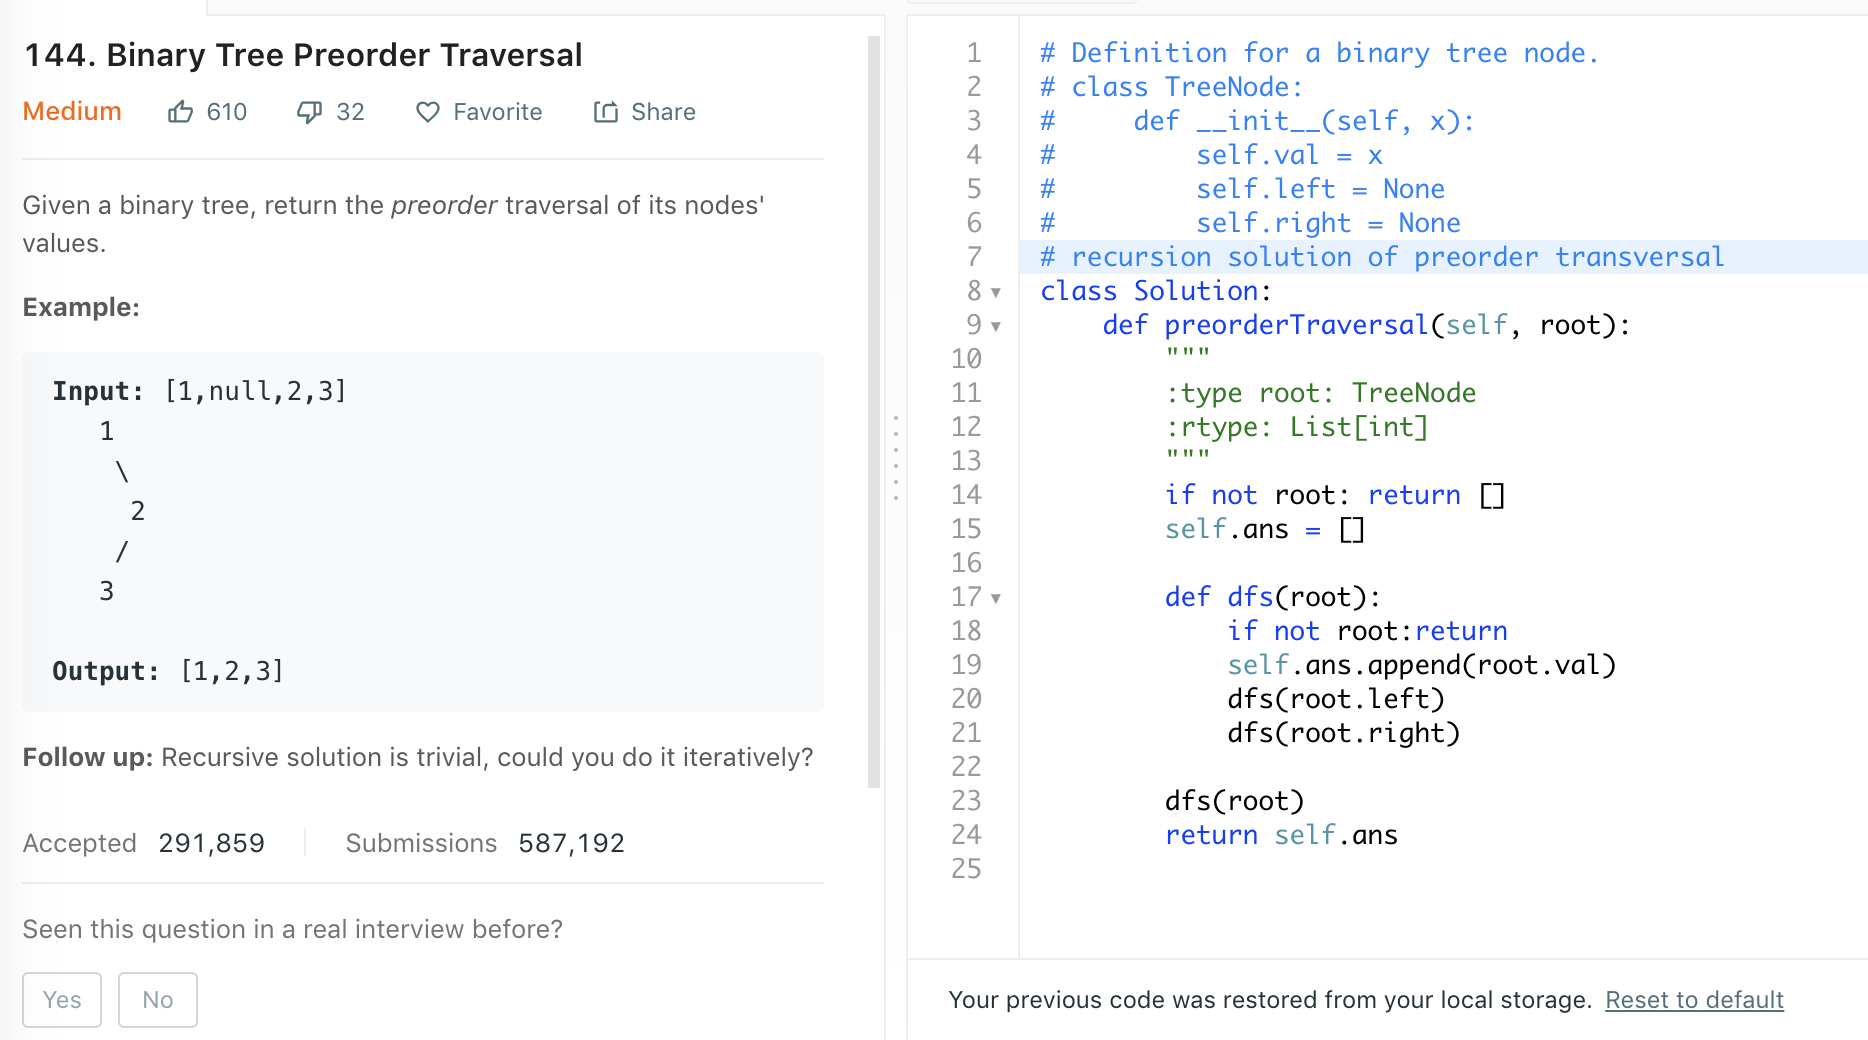 144. Binary Tree Preorder Traversal
Medium 610 32 Favorite Share
Given a binary tree, return the preorder traversal of its nodes'
values.
Example:
Input: [1,null,2,3]
   1
    \
     2
    /
   3
Output: [1,2,3]
Follow up: Recursive solution is trivial, could you do it iteratively?
Accepted 291,859 Submissions 587,192
Seen this question in a real interview before?
Yes No
1 # Definition for a binary tree node.
2 # class TreeNode:
3 #     def __init__(self, x):
4 #         self.val = x
5 #         self.left = None
6 #         self.right = None
7 # recursion solution of preorder transversal
8 class Solution:
9     def preorderTraversal(self, root):
10         """
11         :type root: TreeNode
12         :rtype: List[int]
13         """
14         if not root: return []
15         self.ans = []
16
17         def dfs(root):
18             if not root:return
19             self.ans.append(root.val)
20             dfs(root.left)
21             dfs(root.right)
22
23         dfs(root)
24         return self.ans
25
Your previous code was restored from your local storage. Reset to default